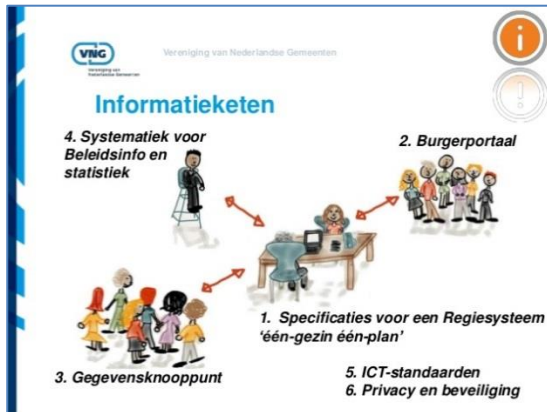 VNG
Vereniging van
Nederlandse Gemeenten
Vereniging van Nederlandse Gemeenten
i
!
Informatieketen
4. Systematiek voor
Beleidsinfo en
statistiek
2. Burgerportaal
1. Specificaties voor een Regiesysteem
‘één-gezin één-plan’
3. Gegevensknooppunt
5. ICT-standaarden
6. Privacy en beveiliging